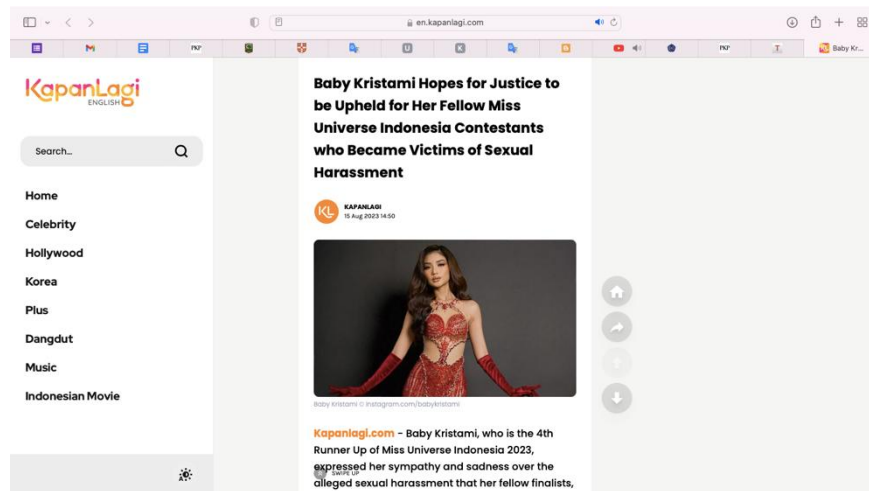 en.kapanlagi.com
PKP
PKP
Baby Kr...
KapanLagi
ENGLISH
Search...
Home
Celebrity
Hollywood
Korea
Plus
Dangdut
Music
Indonesian Movie
Baby Kristami Hopes for Justice to
be Upheld for Her Fellow Miss
Universe Indonesia Contestants
who Became Victims of Sexual
Harassment
KL
KAPANLAGI
15 Aug 2023 14:50
Baby Kristami © instagram.com/babykristami
Kapanlagi.com - Baby Kristami, who is the 4th
Runner Up of Miss Universe Indonesia 2023,
expressed her sympathy and sadness over the
SWIPE UP
alleged sexual harassment that her fellow finalists,